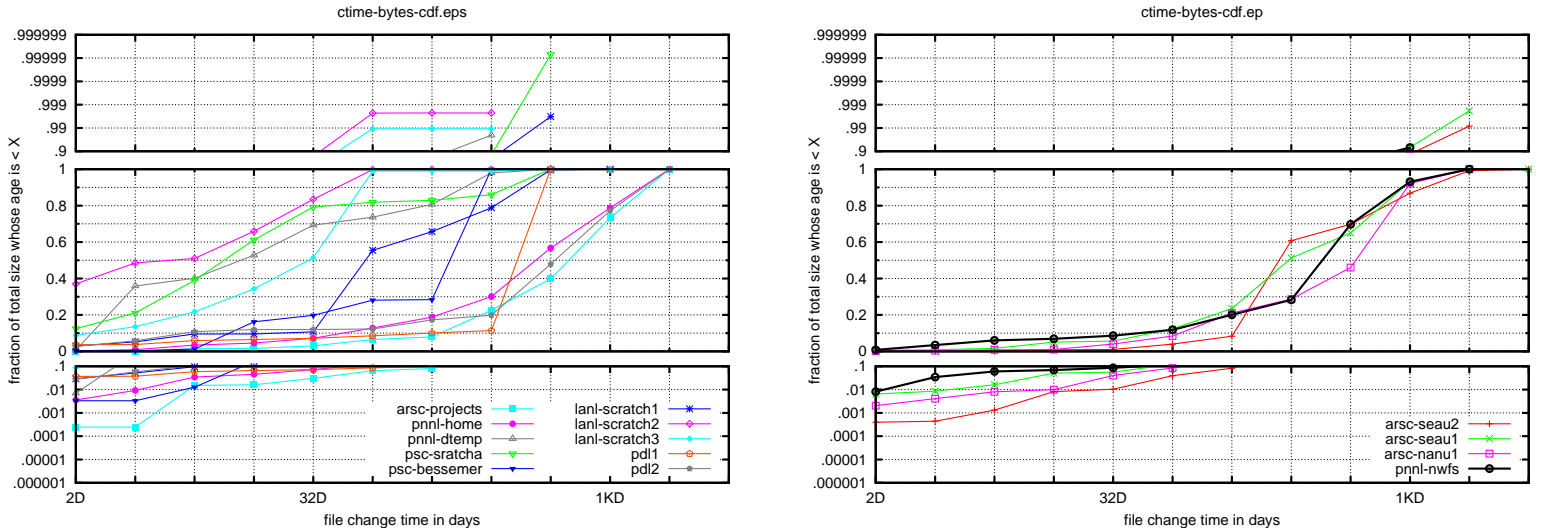 ctime-bytes-cdf.eps
.999999
.99999
.9999
.999
.99
.9
1
0.8
0.6
0.4
0.2
0
.1
.01
.001
.0001
.00001
.000001
fraction of total size whose age is < X
arsc-projects
pnnl-home
pnnl-dtemp
psc-sratcha
psc-bessemer
lanl-scratch1
lanl-scratch2
lanl-scratch3
pdl1
pdl2
2D 32D 1KD
file change time in days
ctime-bytes-cdf.ep
.999999
.99999
.9999
.999
.99
.9
1
0.8
0.6
0.4
0.2
0
.1
.01
.001
.0001
.00001
.000001
fraction of total size whose age is < X
arsc-seau2
arsc-seau1
arsc-nanu1
pnnl-nwfs
2D 32D 1KD
file change time in days